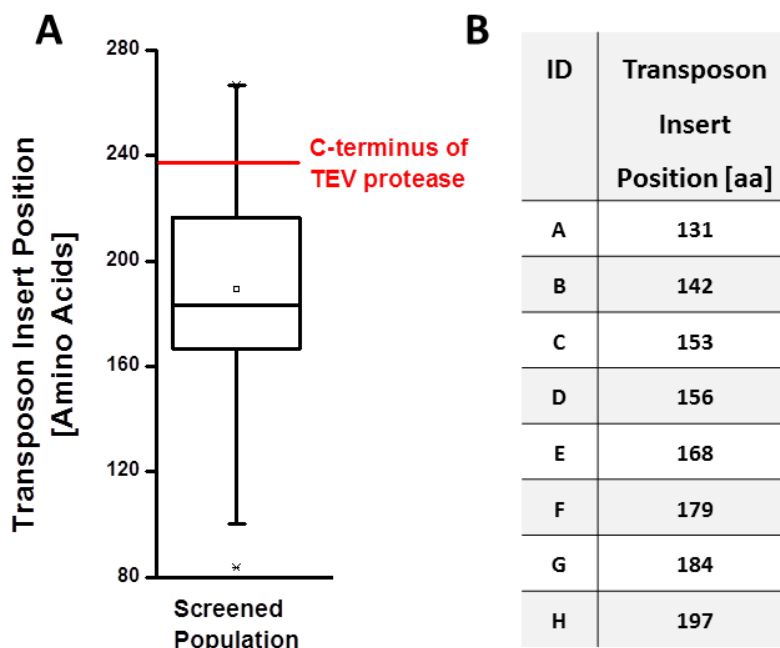 A
280
240
200
160
120
80
Transposon Insert Position
[Amino Acids]
C-terminus of
TEV protease
Screened
Population
B
ID Transposon
Insert
Position [aa]
A 131
B 142
C 153
D 156
E 168
F 179
G 184
H 197